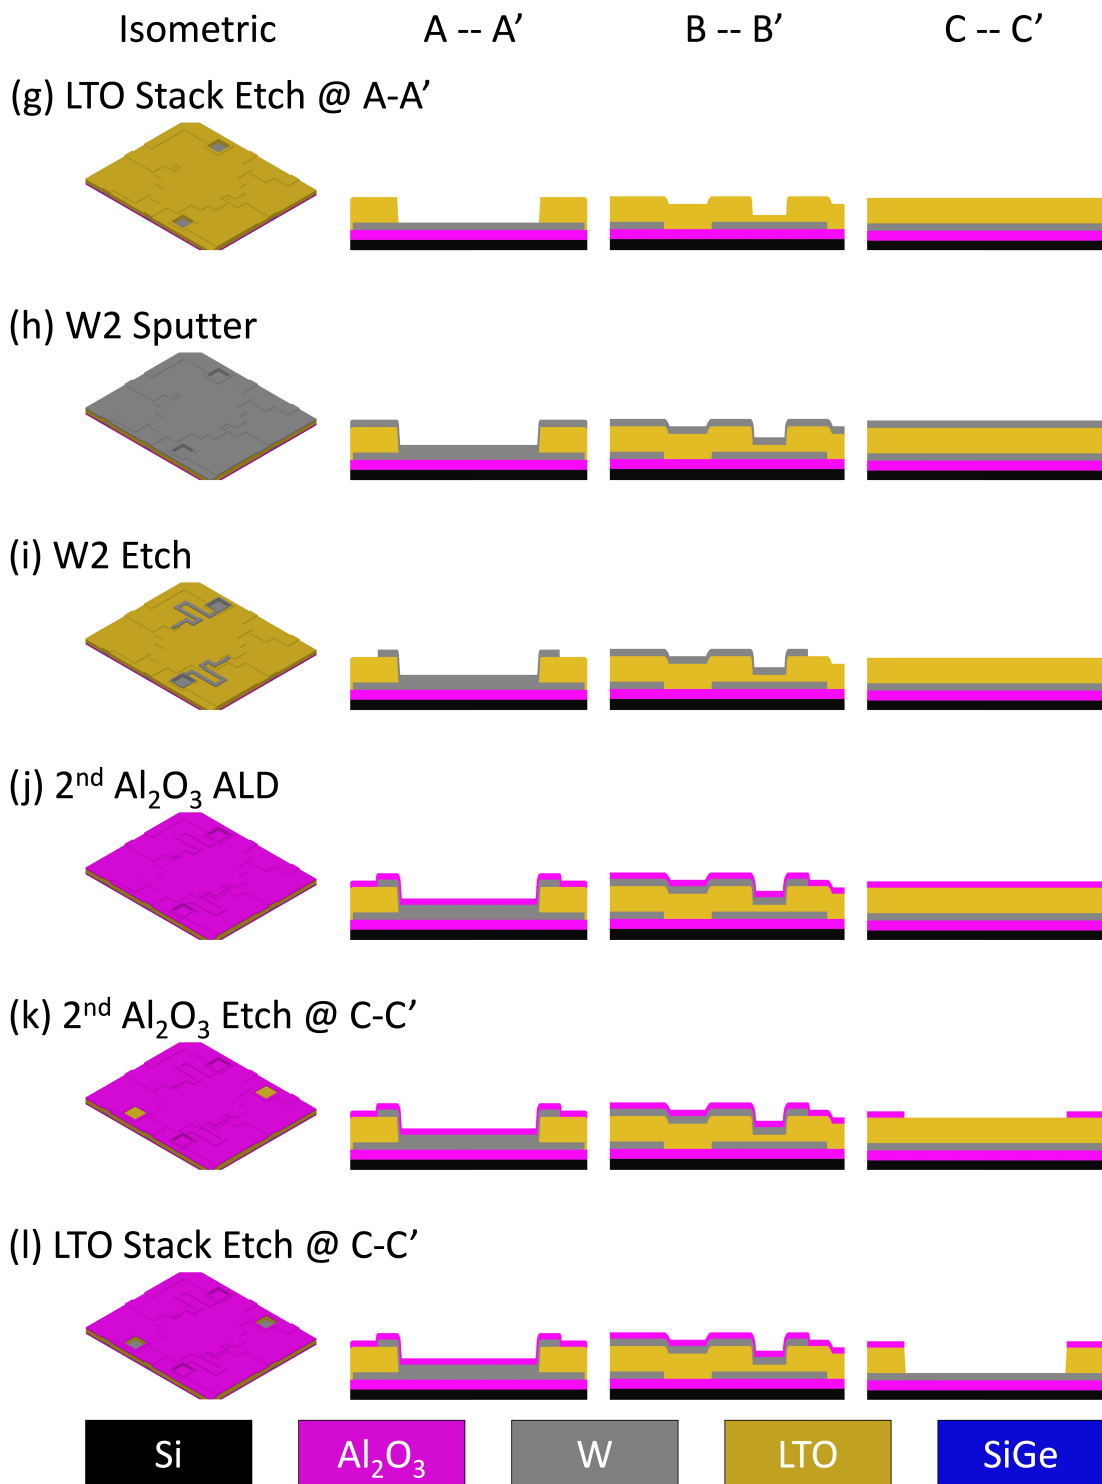 Isometric A -- A’ B -- B’ C -- C’
(g) LTO Stack Etch @ A-A’
(h) W2 Sputter
(i) W2 Etch
(j) 2nd Al2O3 ALD
(k) 2nd Al2O3 Etch @ C-C’
(l) LTO Stack Etch @ C-C’
Si Al2O3 W LTO SiGe